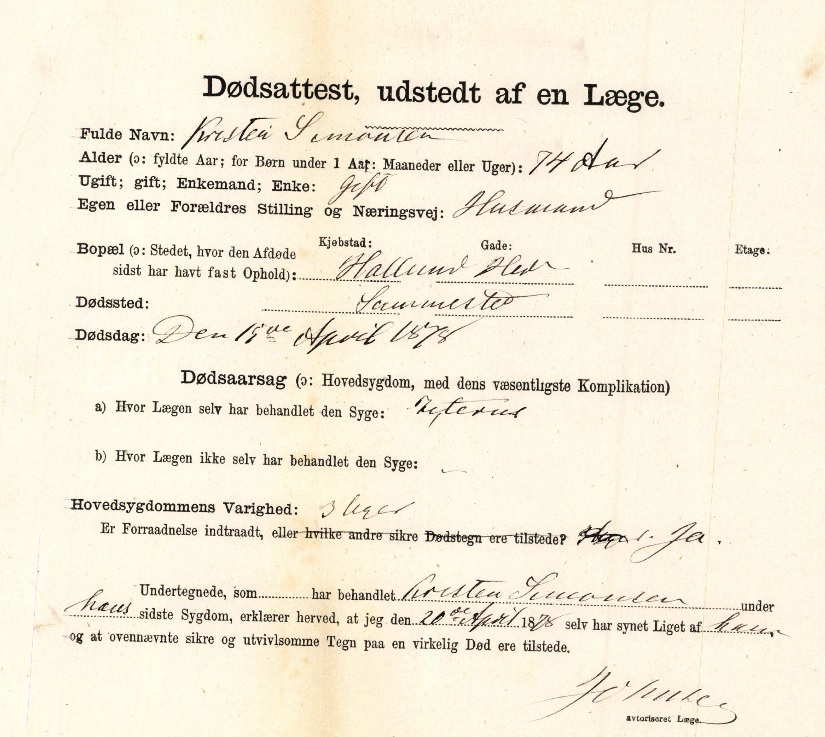 Dødsattest, udstedt af en Læge.
Fulde Navn: Kristen Simonsen
Alder (ɔ: fyldte Aar; for Børn under 1 Aar: Maaneder eller Uger): 74 Aar
Ugift; gift; Enkemand; Enke: Gift
Egen eller Forældres Stilling og Næringsvej: Husmand
Kjøbstad: Gade: Hus Nr. Etage:
Bopæl (ɔ: Stedet, hvor den Afdøde
sidst har havt fast Ophold): Hallund Hede
Dødssted: Sammested
Dødsdag: Den April 1878
Dødsaarsag (ɔ: Hovedsygdom, med dens væsentligste Komplikation)
a) Hvor Lægen selv har behandlet den Syge: Icterus
b) Hvor Lægen ikke selv har behandlet den Syge:
Hovedsygdommens Varighed: 3 Uger
Er Forraadnelse indtraadt, eller hvilke andre sikre Dødstegn ere tilstede? Ja.
Undertegnede, som har behandlet Kristen Simonsen under
hans sidste Sygdom, erklærer herved, at jeg den 20de April 1878 selv har synet Liget af ham
og at ovennævnte sikre og utvivlsomme Tegn paa en virkelig Død ere tilstede.
avtoriseret Læge.